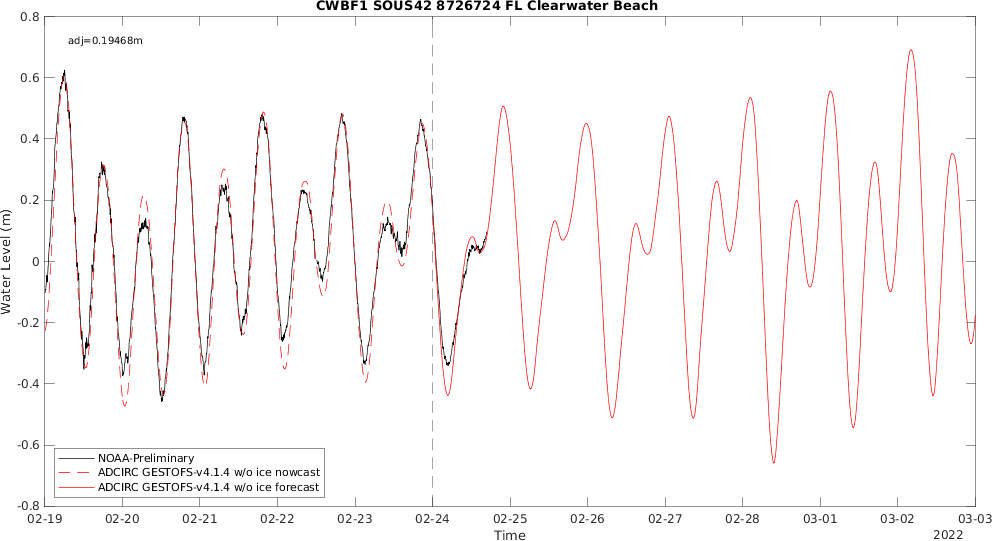 CWBF1 SOUS42 8726724 FL Clearwater Beach
adj=0.19468m
0.8
0.6
0.4
0.2
0
-0.2
-0.4
-0.6
-0.8
Water Level (m)
NOAA-Preliminary
ADCIRC GESTOFS-v4.1.4 w/o ice nowcast
ADCIRC GESTOFS-v4.1.4 w/o ice forecast
02-19 02-20 02-21 02-22 02-23 02-24 02-25 02-26 02-27 02-28 03-01 03-02 03-03
Time
2022